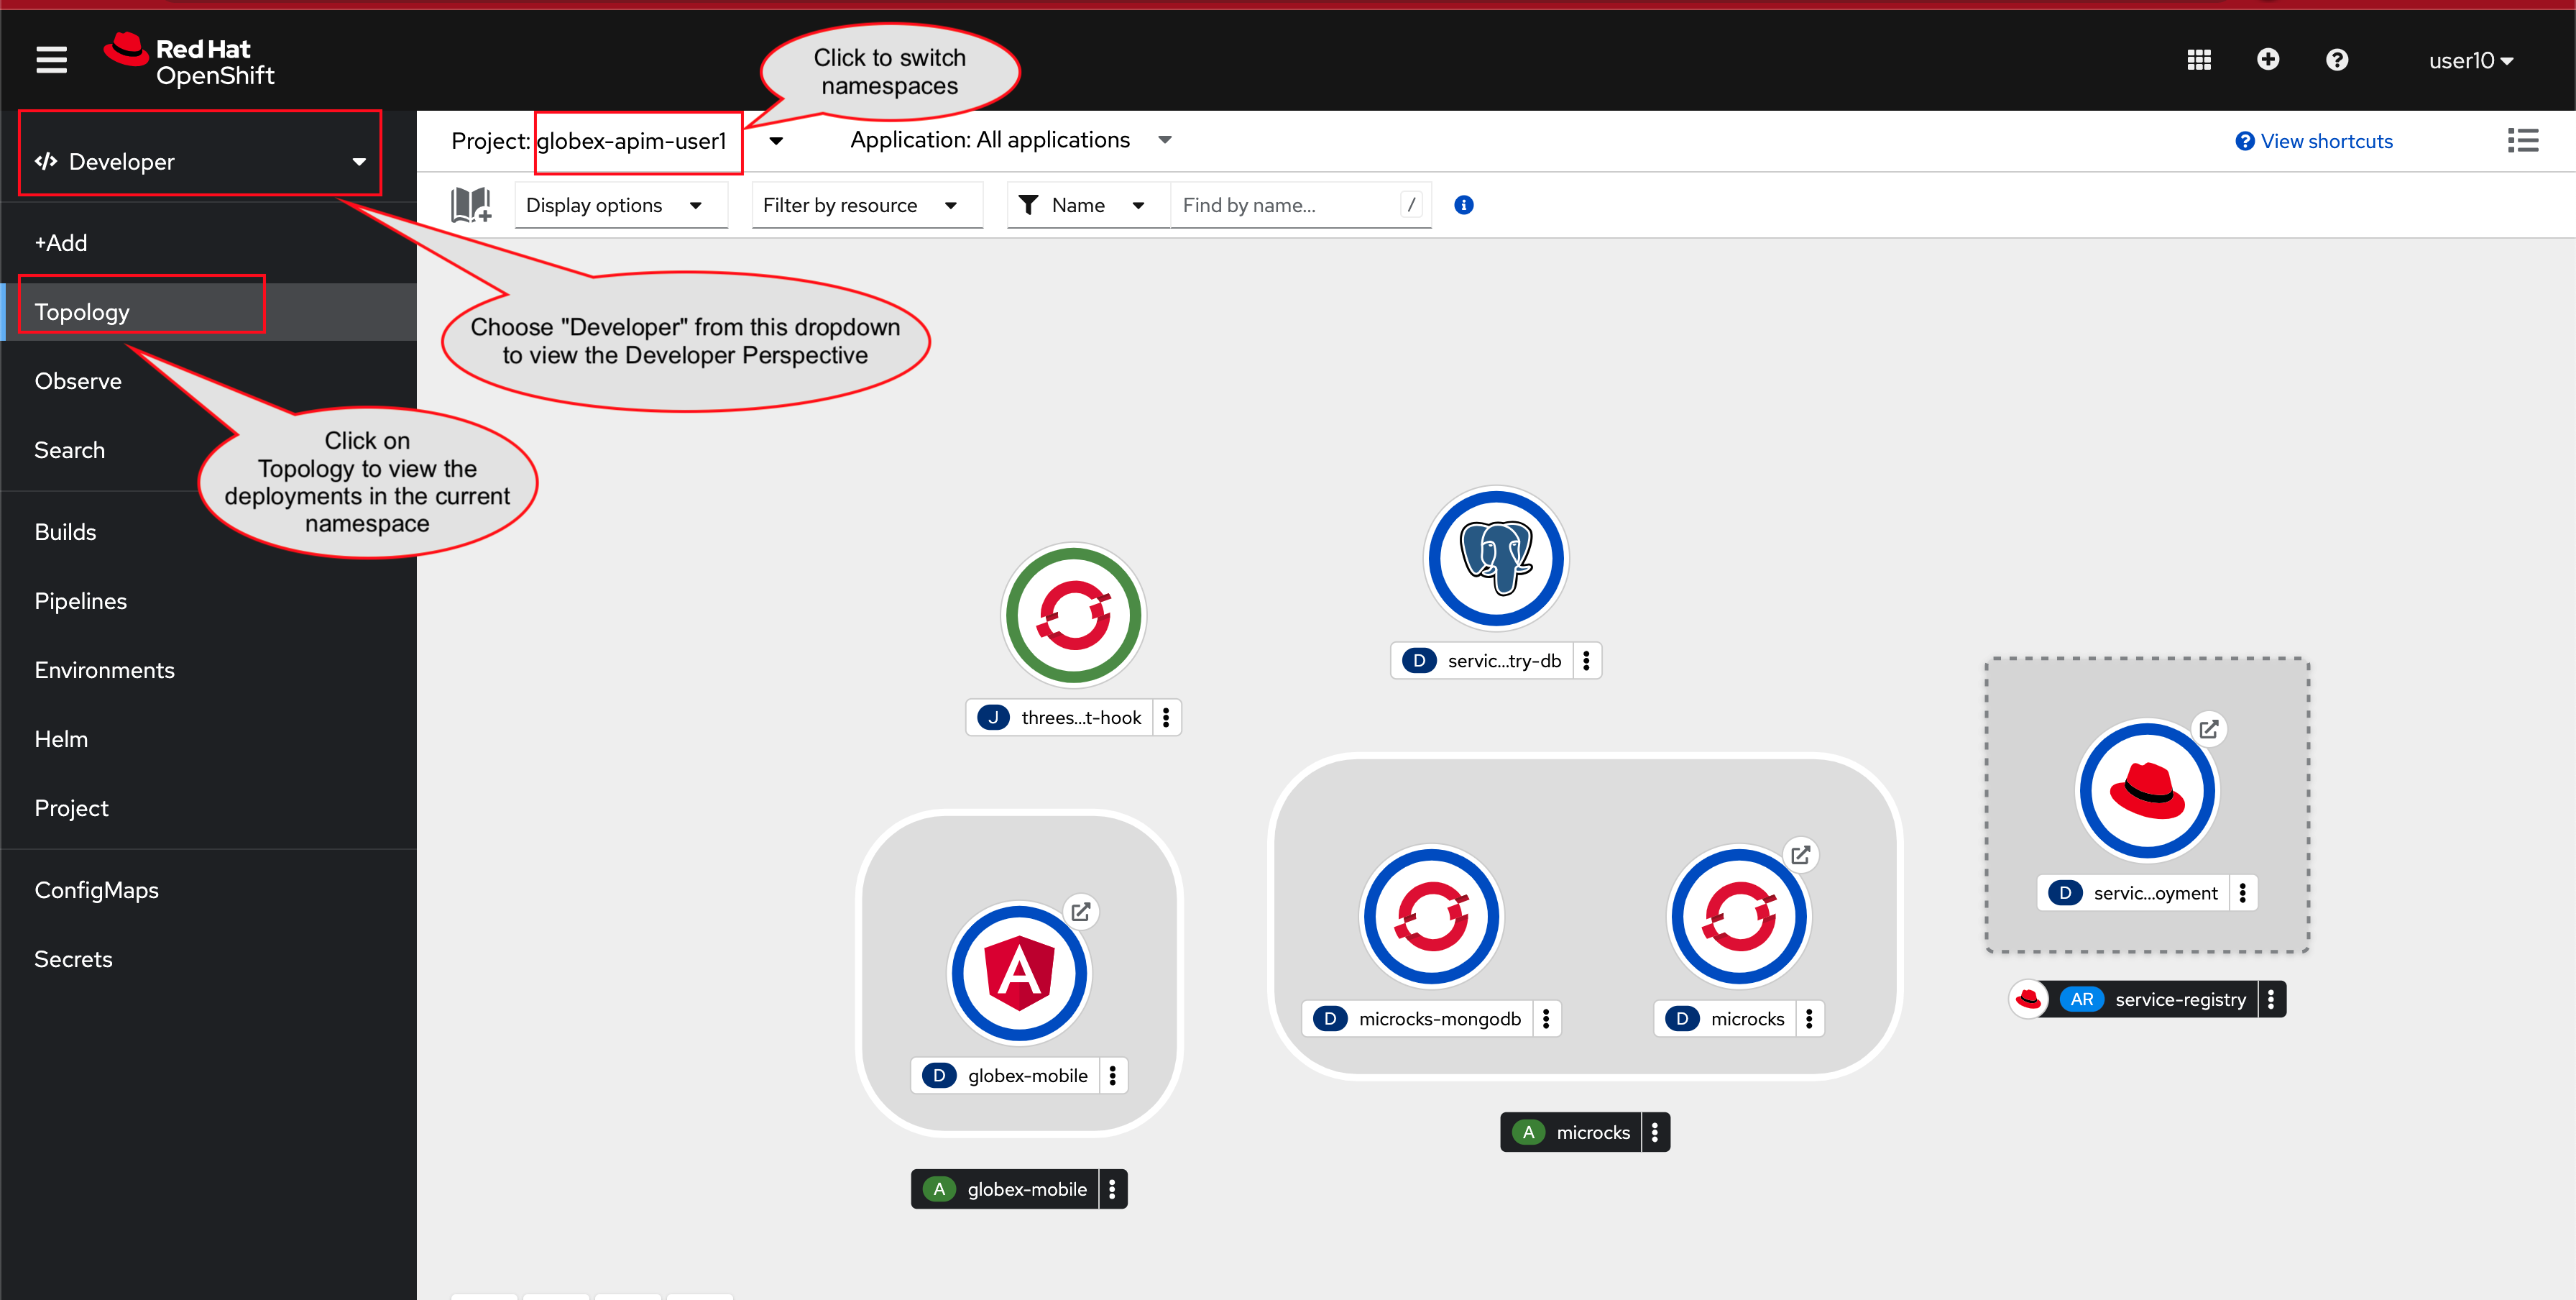 Red Hat
OpenShift
Click to switch
namespaces
user10
Developer
Project: globex-apim-user1
Application: All applications
View shortcuts
Display options
Filter by resource
Name
Find by name...
/
+Add
Topology
Observe
Search
Builds
Pipelines
Environments
Helm
Project
ConfigMaps
Secrets
Choose "Developer" from this dropdown
to view the Developer Perspective
Click on
Topology to view the
deployments in the current
namespace
D servic...try-db
J threes...t-hook
D servic...oyment
AR service-registry
D microcks-mongodb
D microcks
A microcks
D globex-mobile
A globex-mobile